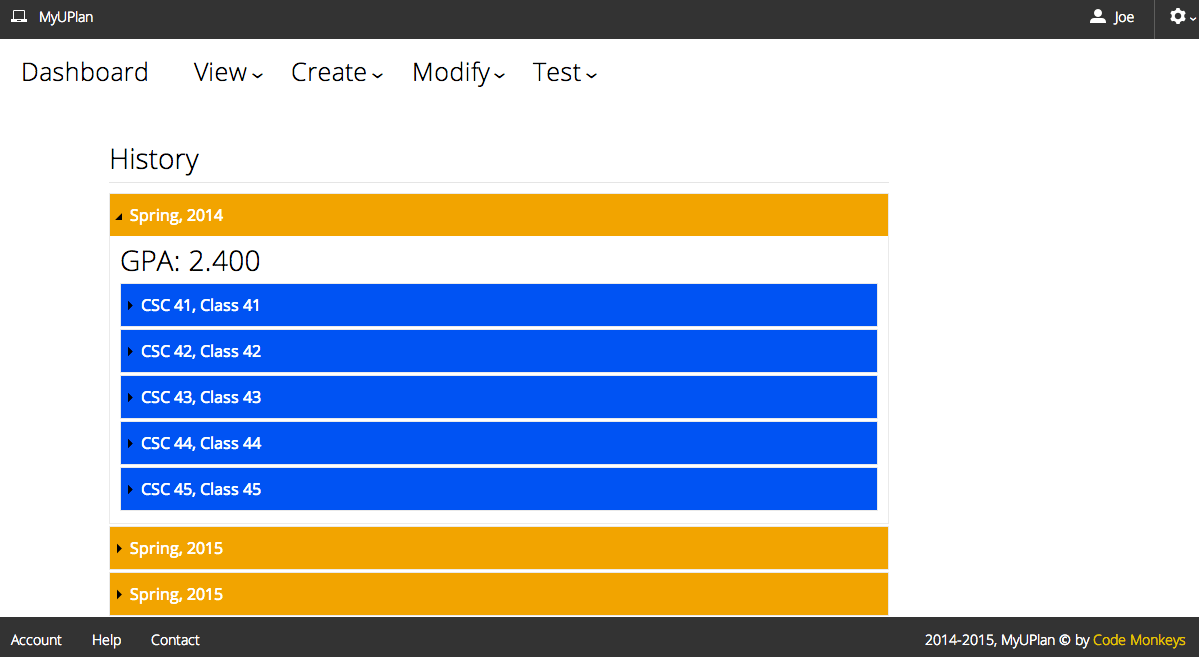 MyUPlan Joe
Dashboard View Create Modify Test
History
Spring, 2014
GPA: 2.400
CSC 41, Class 41
CSC 42, Class 42
CSC 43, Class 43
CSC 44, Class 44
CSC 45, Class 45
Spring, 2015
Spring, 2015
Account Help Contact 2014-2015, MyUPlan © by Code Monkeys